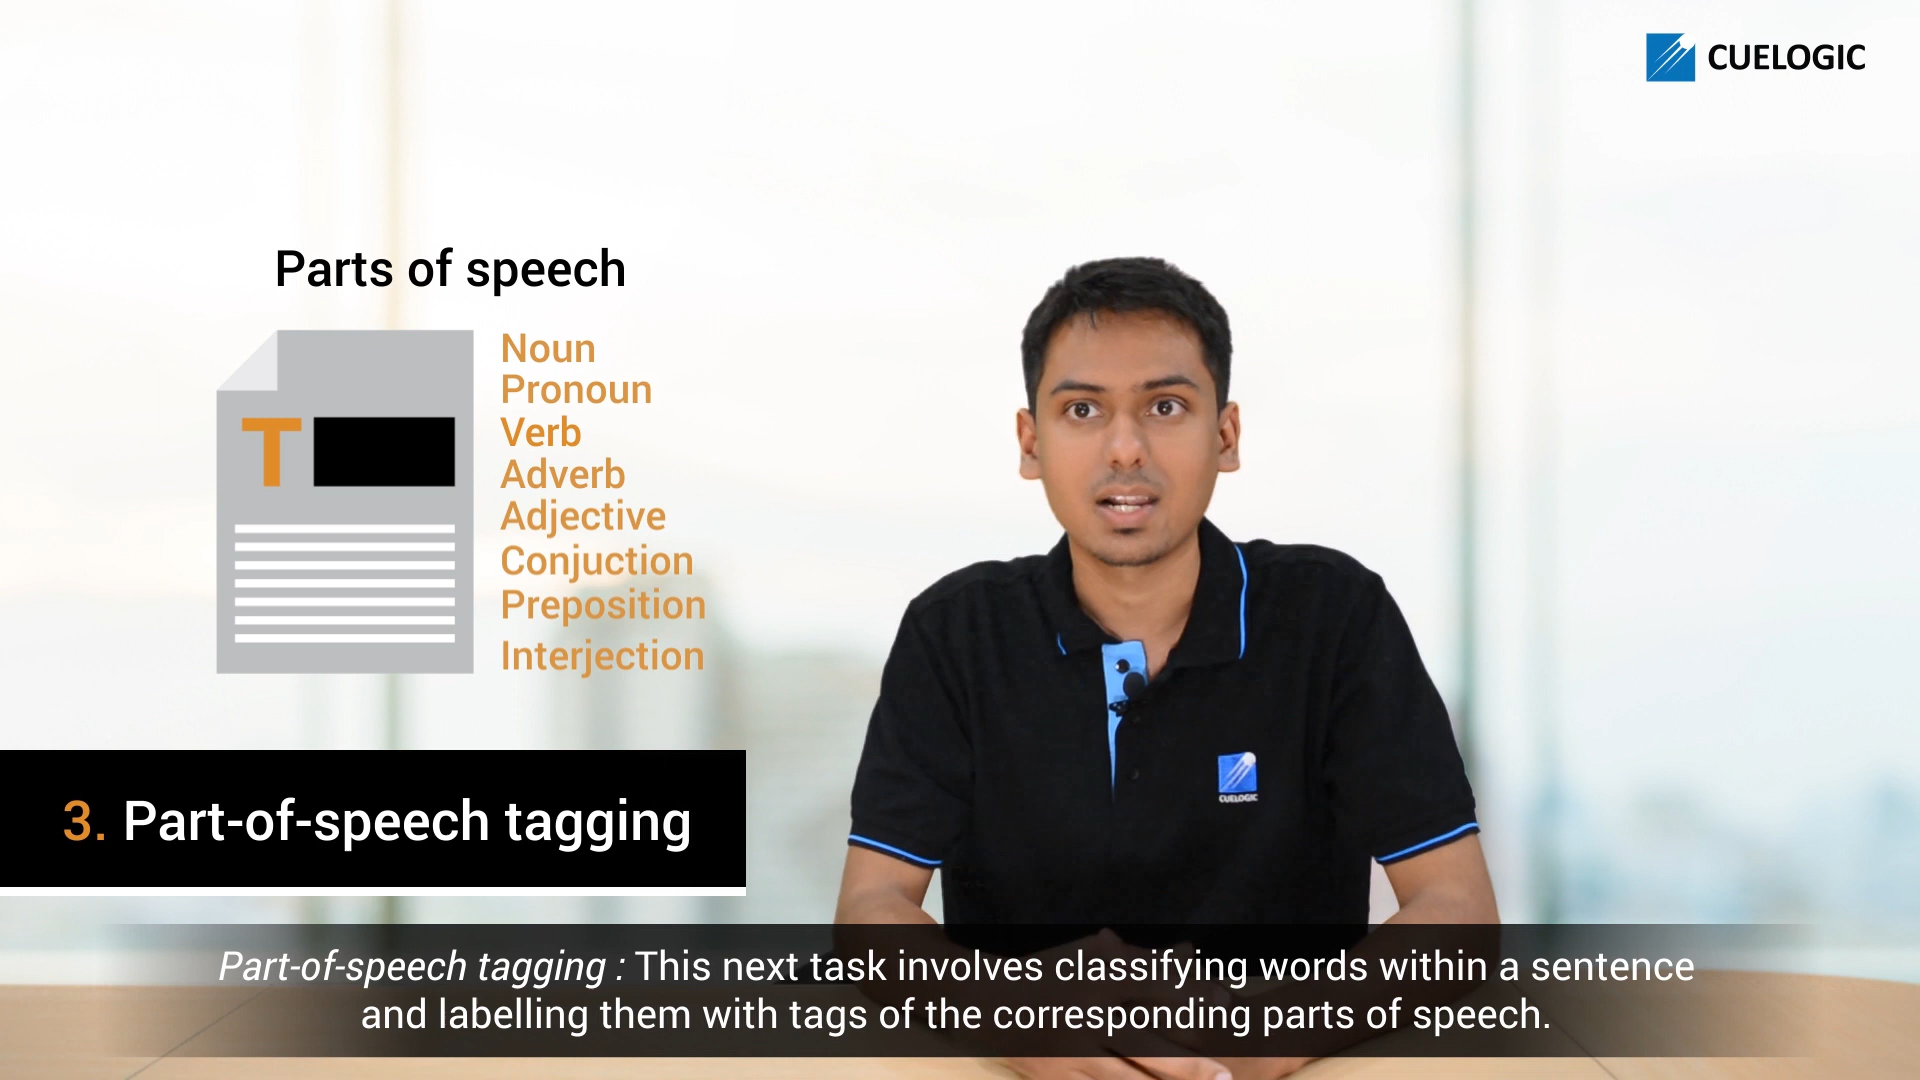 CUELOGIC
Parts of speech
T
Noun
Pronoun
Verb
Adverb
Adjective
Conjuction
Preposition
Interjection
CUELOGIC
3. Part-of-speech tagging
Part-of-speech tagging : This next task involves classifying words within a sentence
and labelling them with tags of the corresponding parts of speech.